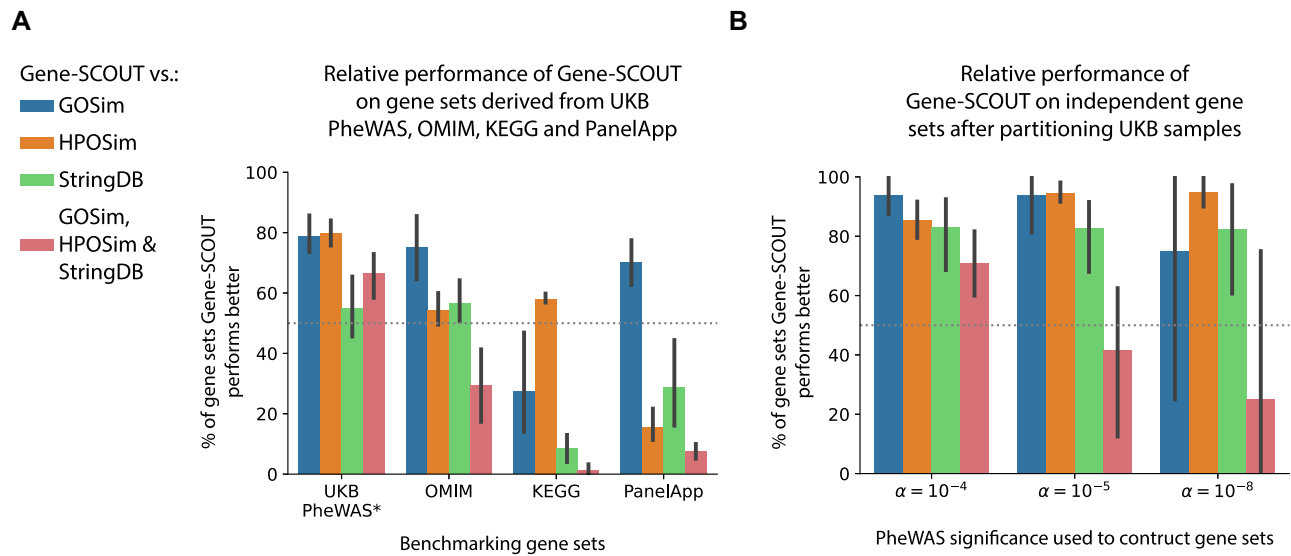 A
Gene-SCOUT vs.:
GOSim
HPOSim
StringDB
GOSim,
HPOSim &
StringDB
Relative performance of Gene-SCOUT
on gene sets derived from UKB
PheWAS, OMIM, KEGG and PanelApp
% of gene sets Gene-SCOUT
performs better
100
80
60
40
20
0
UKB
PheWAS*
OMIM
KEGG
PanelApp
Benchmarking gene sets
B
Relative performance of
Gene-SCOUT on independent gene
sets after partitioning UKB samples
% of gene sets Gene-SCOUT
performs better
100
80
60
40
20
0
α = 10⁻⁴
α = 10⁻⁵
α = 10⁻⁸
PheWAS significance used to contruct gene sets